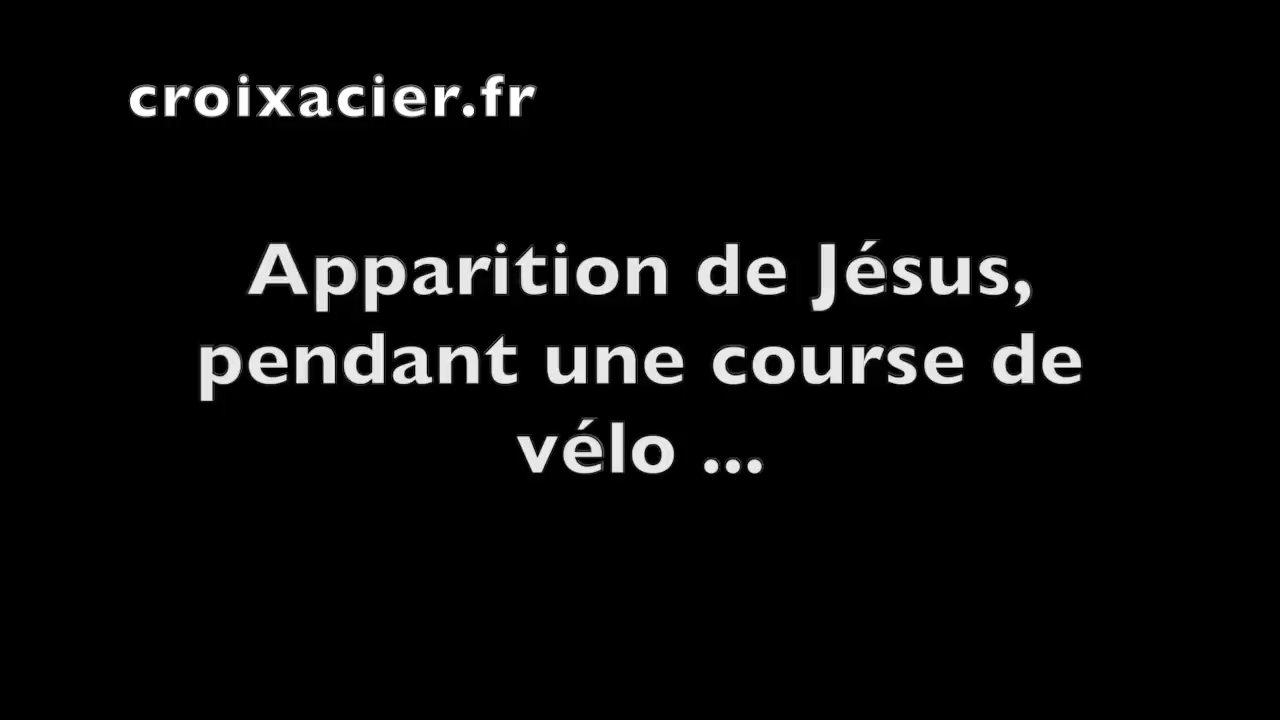 croixacier.fr
Apparition de Jésus,
pendant une course de
vélo ...